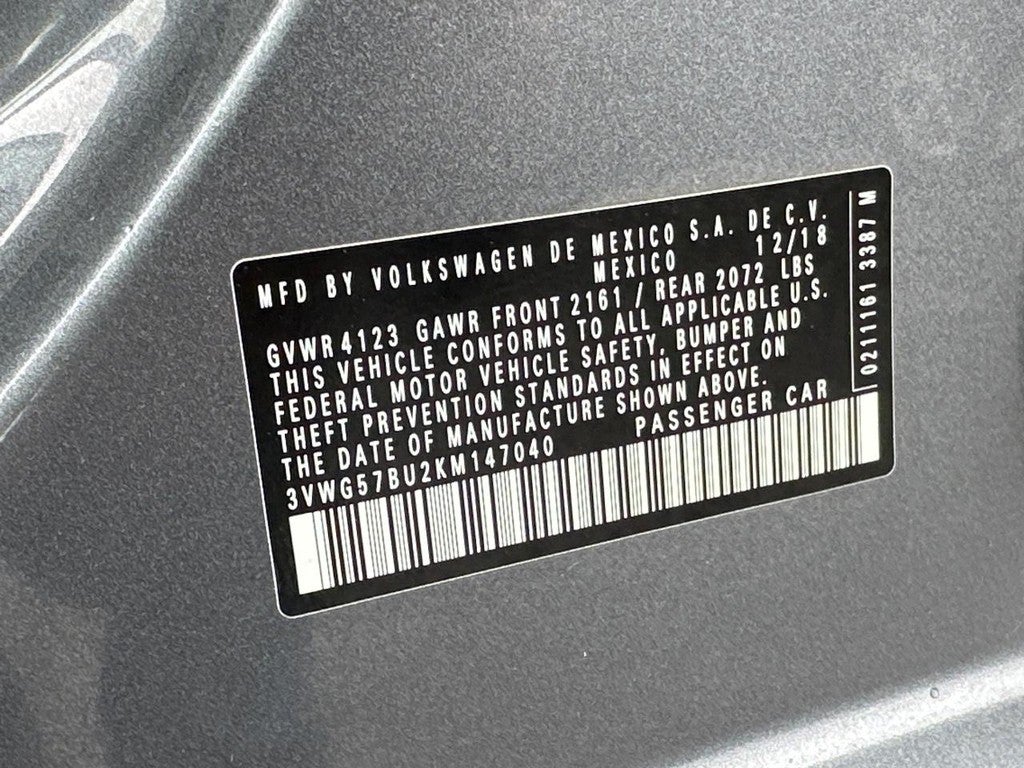 MFD BY VOLKSWAGEN DE MEXICO S.A. DE C.V.
MEXICO 12/18
GVWR 4123 GAWR FRONT 2161 / REAR 2072 LBS
THIS VEHICLE CONFORMS TO ALL APPLICABLE U.S.
FEDERAL MOTOR VEHICLE SAFETY, BUMPER AND
THEFT PREVENTION STANDARDS IN EFFECT ON
THE DATE OF MANUFACTURE SHOWN ABOVE.
3VWG57BU2KM147040 PASSENGER CAR
0211161 3387 M